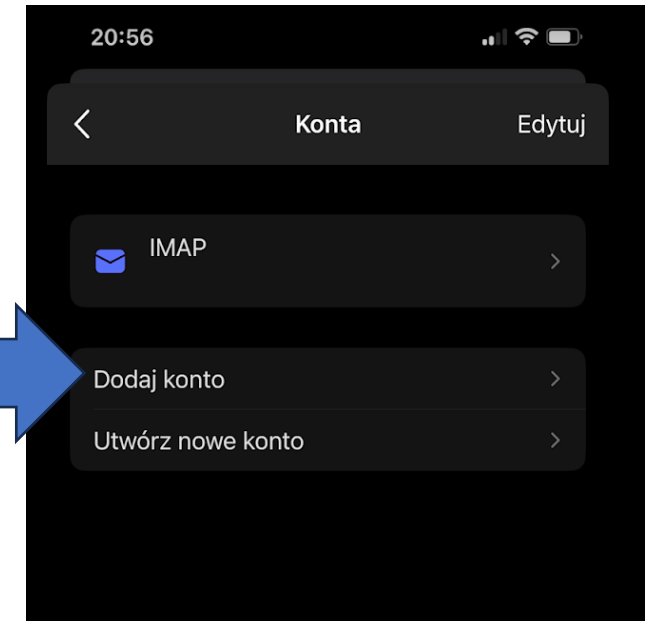 20:56
Konta
Edytuj
IMAP
Dodaj konto
Utwórz nowe konto